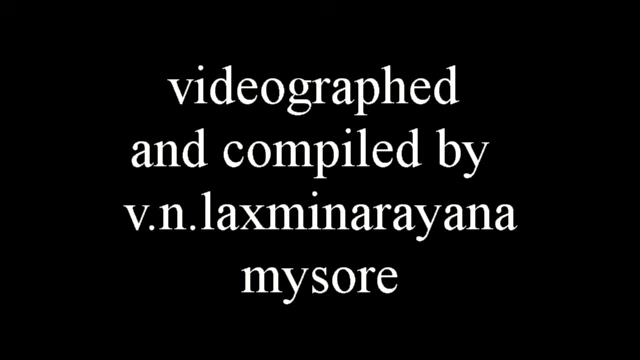 videographed
and compiled by
v.n.laxminarayana
mysore